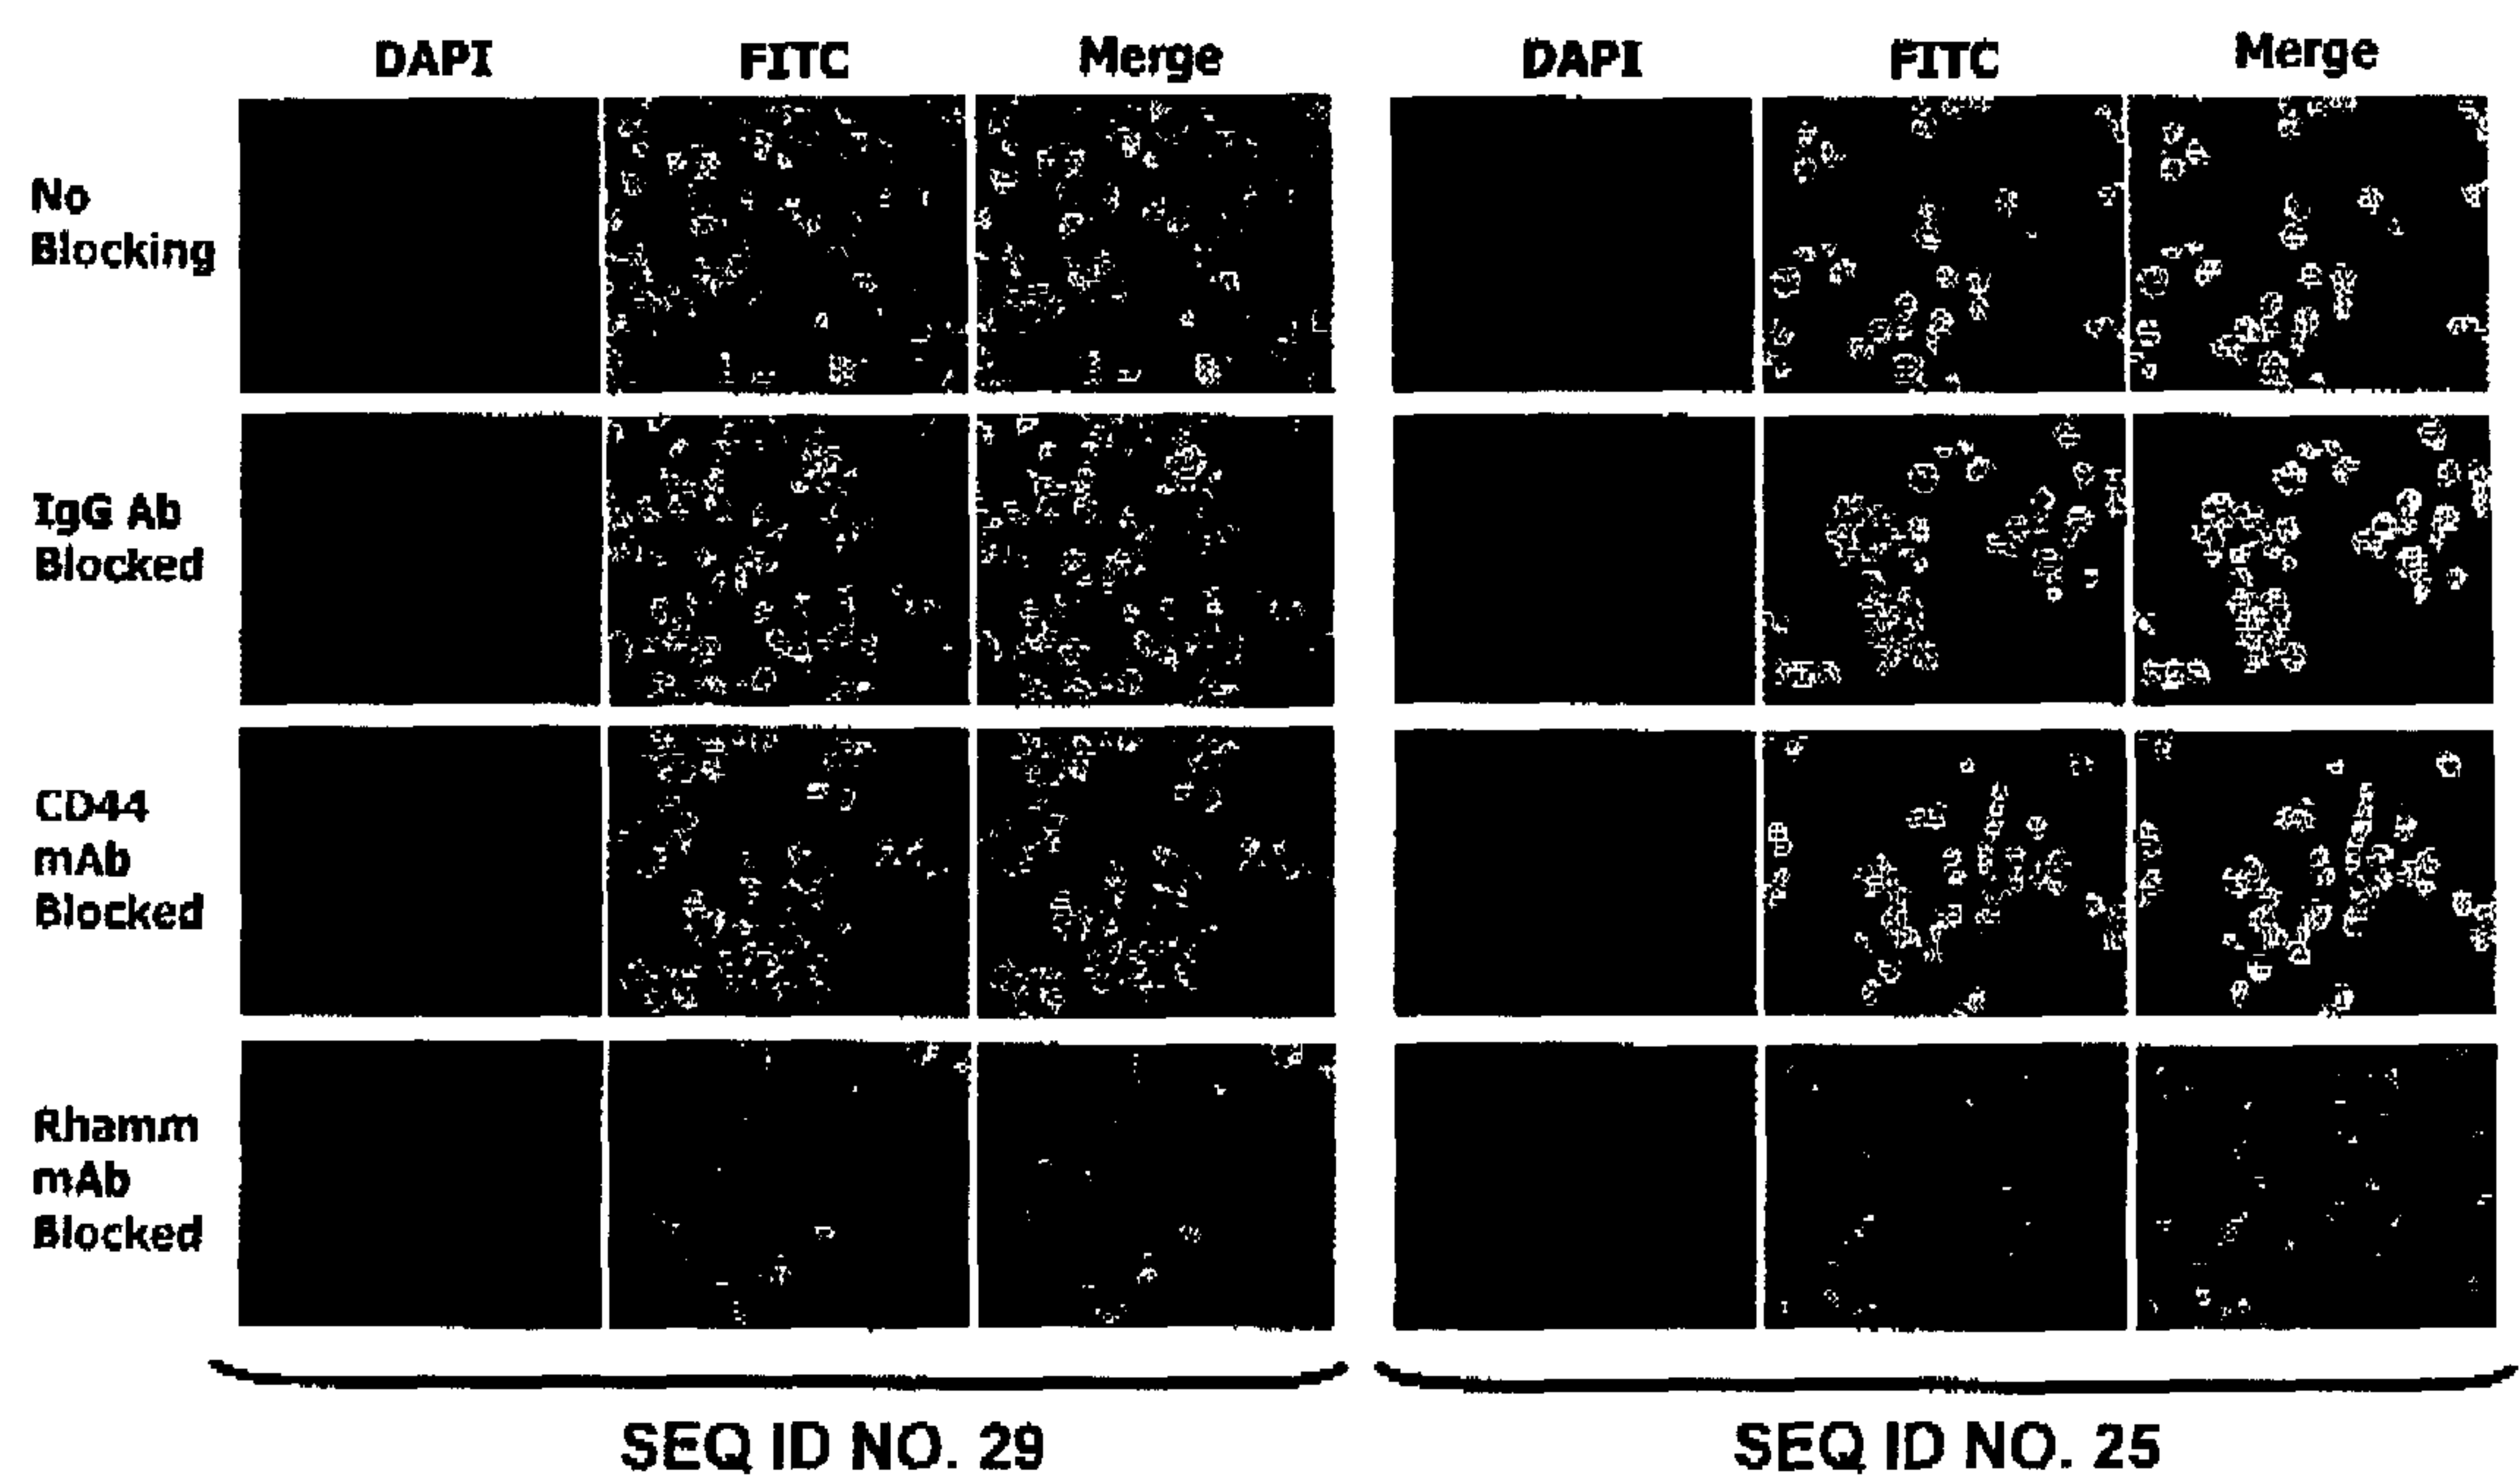 DAPI FITC Merge DAPI FITC Merge
No
Blocking
IgG Ab
Blocked
CD44
mAb
Blocked
Rhamm
mAb
Blocked
SEQ ID NO. 29 SEQ ID NO. 25